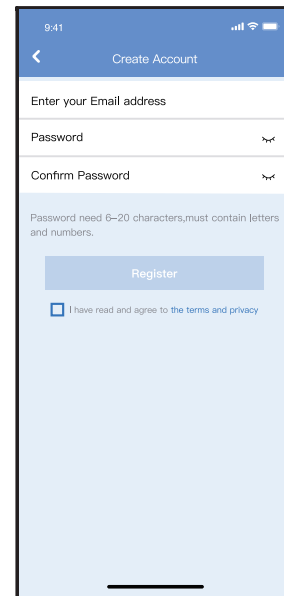 9:41
Create Account
Enter your Email address
Password
Confirm Password
Password need 6–20 characters,must contain letters
and numbers.
Register
I have read and agree to the terms and privacy